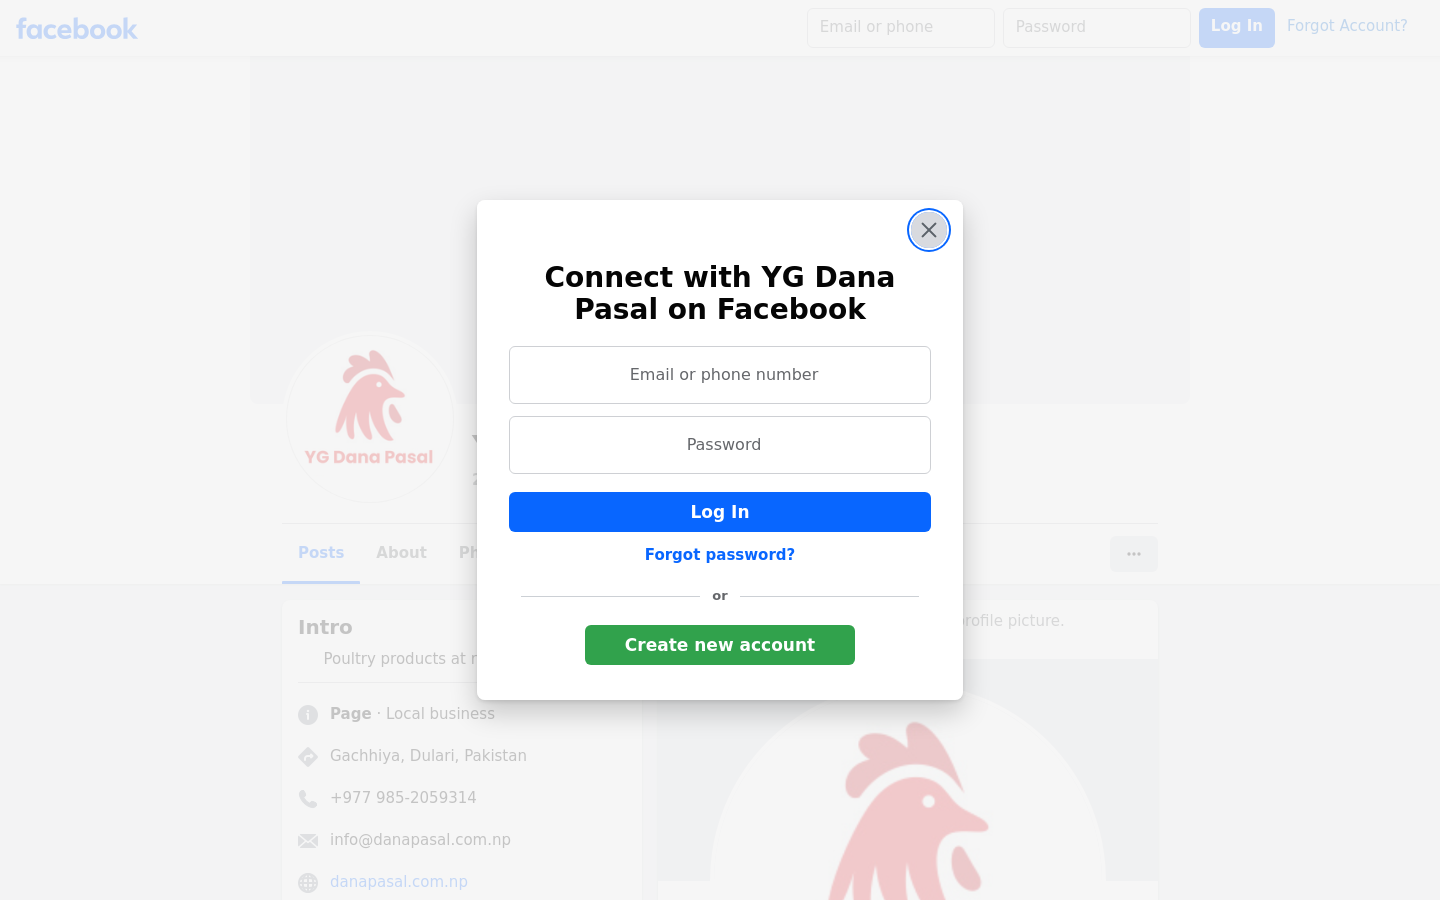 facebook
Email or phone
Password
Log In
Forgot Account?
Connect with YG Dana
Pasal on Facebook
Email or phone number
Password
Log In
Forgot password?
or
Create new account
YG Dana Pasal
Posts
About
Intro
Poultry products at
Page · Local business
Gachhiya, Dulari, Pakistan
+977 985-2059314
info@danapasal.com.np
danapasal.com.np
profile picture.